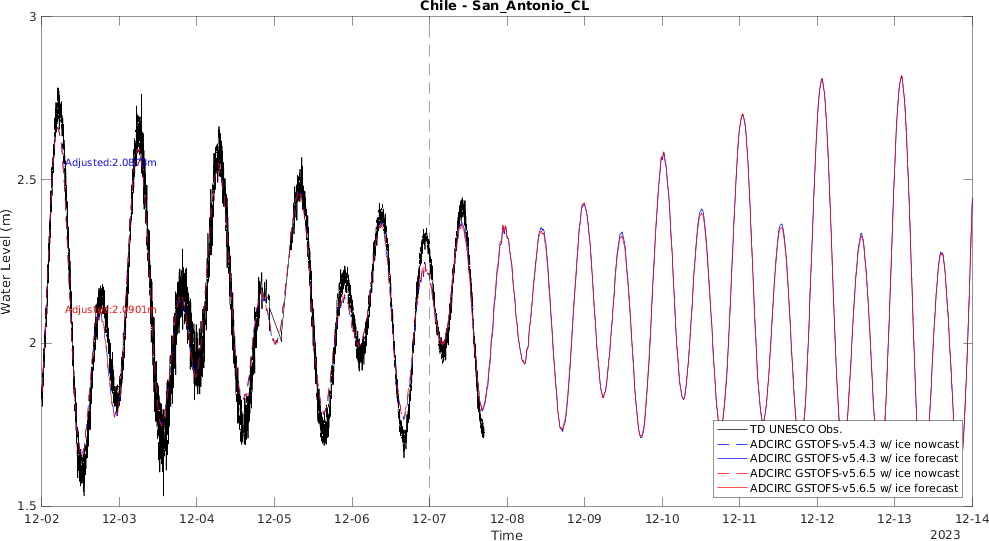 Chile - San_Antonio_CL
3
2.5
2
1.5
Water Level (m)
Adjusted:2.0873m
Adjusted:2.0901m
TD UNESCO Obs.
ADCIRC GSTOFS-v5.4.3 w/ ice nowcast
ADCIRC GSTOFS-v5.4.3 w/ ice forecast
ADCIRC GSTOFS-v5.6.5 w/ ice nowcast
ADCIRC GSTOFS-v5.6.5 w/ ice forecast
12-02 12-03 12-04 12-05 12-06 12-07 12-08 12-09 12-10 12-11 12-12 12-13 12-14
Time
2023